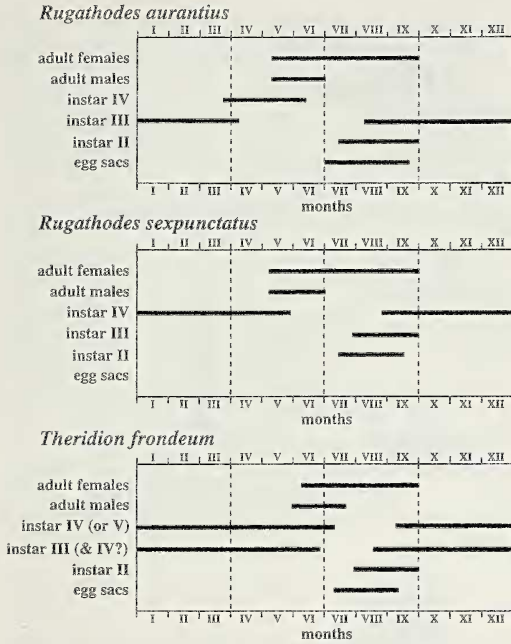 Rugathodes aurantius
I II III IV V VI VII VIII IX X XI XII
adult females
adult males
instar IV
instar III
instar II
egg sacs
I II III IV V VI VII VIII IX X XI XII
months
Rugathodes sexpunctatus
I II III IV V VI VII VIII IX X XI XII
adult females
adult males
instar IV
instar III
instar II
egg sacs
I II III IV V VI VII VIII IX X XI XII
months
Theridion frondeum
I II III IV V VI VII VIII IX X XI XII
adult females
adult males
instar IV (or V)
instar III (& IV?)
instar II
egg sacs
I II III IV V VI VII VIII IX X XI XII
months